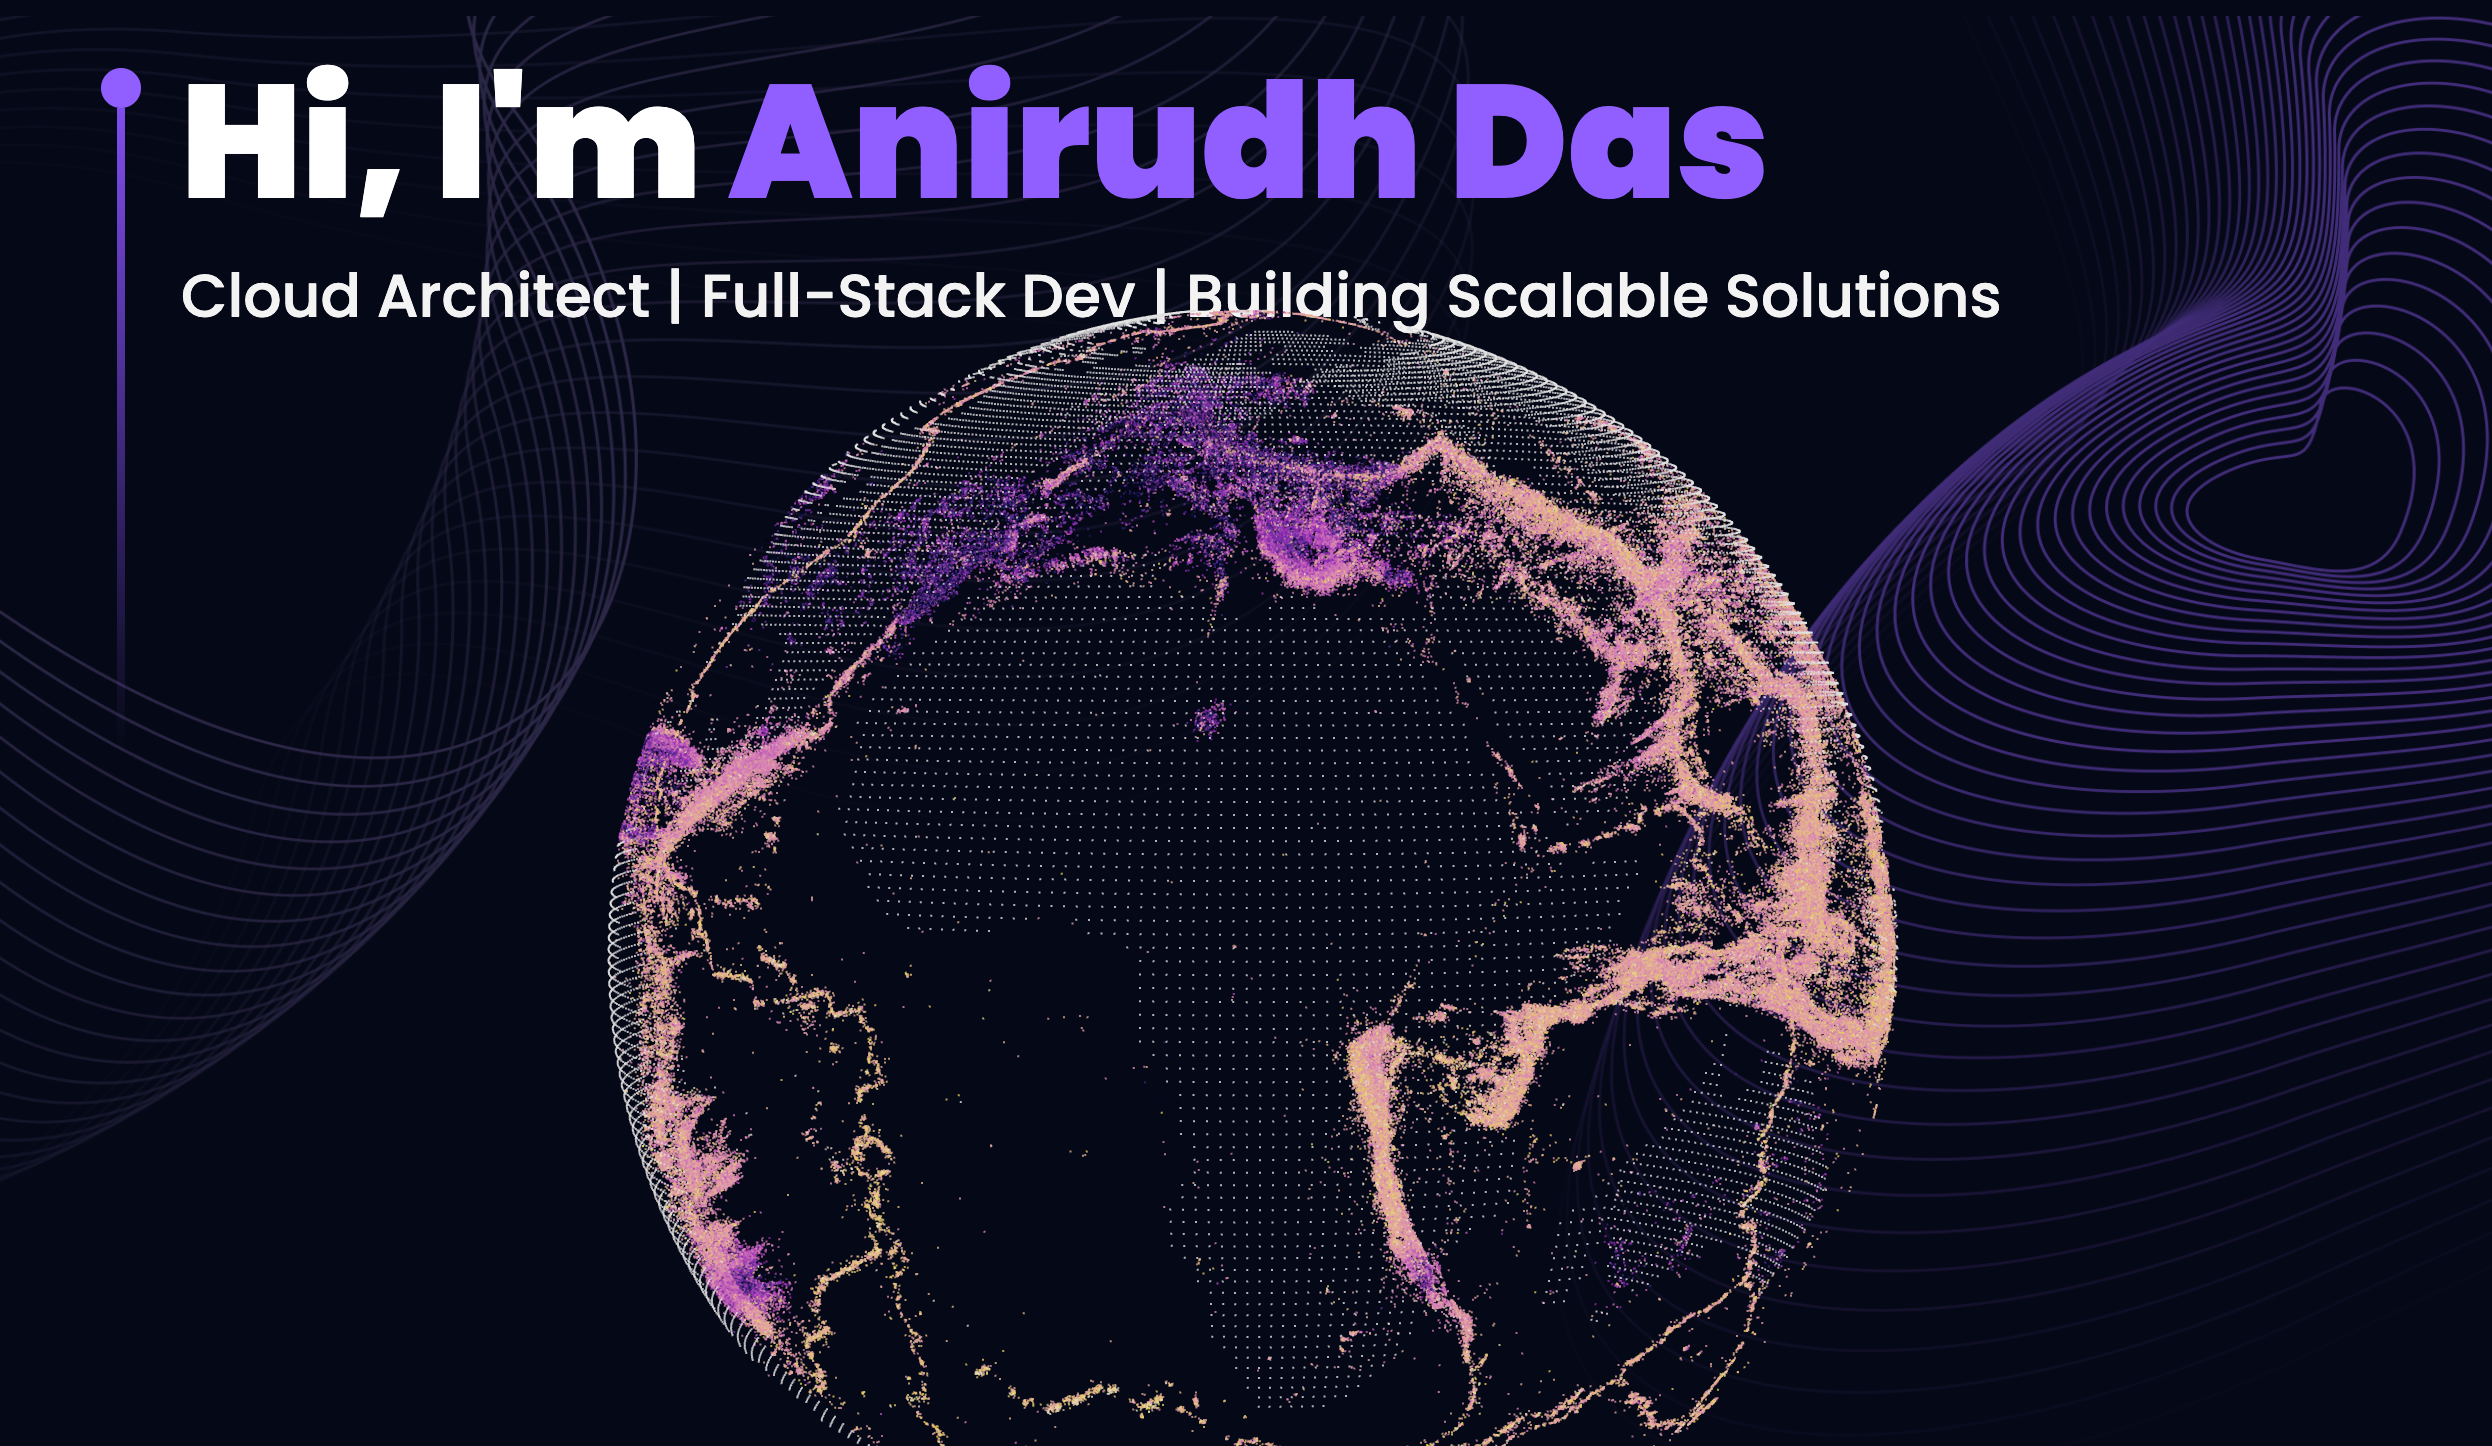 Hi, I'm Anirudh Das
Cloud Architect | Full-Stack Dev | Building Scalable Solutions